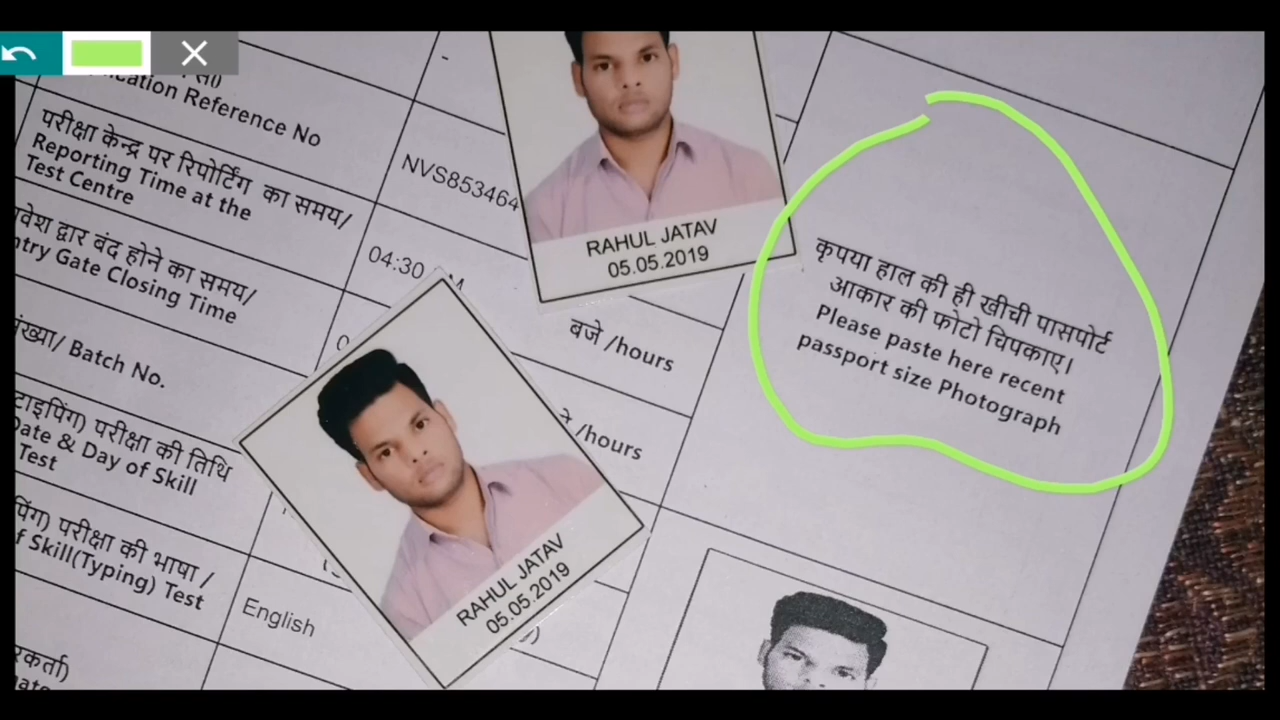 ication Reference No
NVS853464
परीक्षा केन्द्र पर रिपोर्टिंग का समय/
Reporting Time at the
Test Centre
04:30
बजे /hours
वेश द्वार बंद होने का समय/
ntry Gate Closing Time
/hours
ंख्या/ Batch No.
टाइपिंग) परीक्षा की तिथि
Date & Day of Skill
Test
पिंग) परीक्षा की भाषा /
f Skill(Typing) Test
English
रकर्ता)
RAHUL JATAV
05.05.2019
RAHUL JATAV
05.05.2019
कृपया हाल की ही खीची पासपोर्ट
आकार की फोटो चिपकाए।
Please paste here recent
passport size Photograph